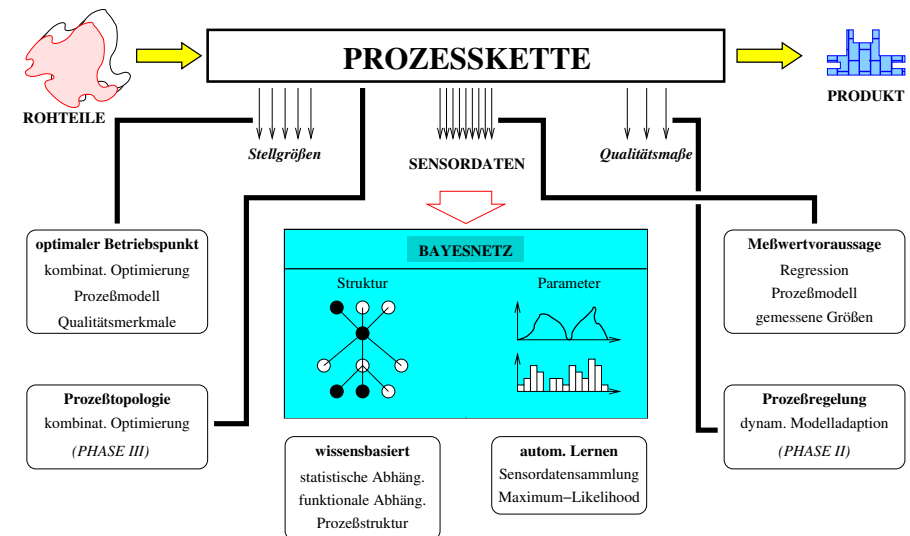 PROZESSKETTE
ROHTEILE
PRODUKT
Stellgrößen
SENSORDATEN
Qualitätsmaße
optimaler Betriebspunkt
kombinat. Optimierung
Prozeßmodell
Qualitätsmerkmale
BAYESNETZ
Struktur
Parameter
Meßwertvoraussage
Regression
Prozeßmodell
gemessene Größen
Prozeßtopologie
kombinat. Optimierung
(PHASE III)
Prozeßregelung
dynam. Modelladaption
(PHASE II)
wissensbasiert
statistische Abhäng.
funktionale Abhäng.
Prozeßstruktur
autom. Lernen
Sensordatensammlung
Maximum−Likelihood